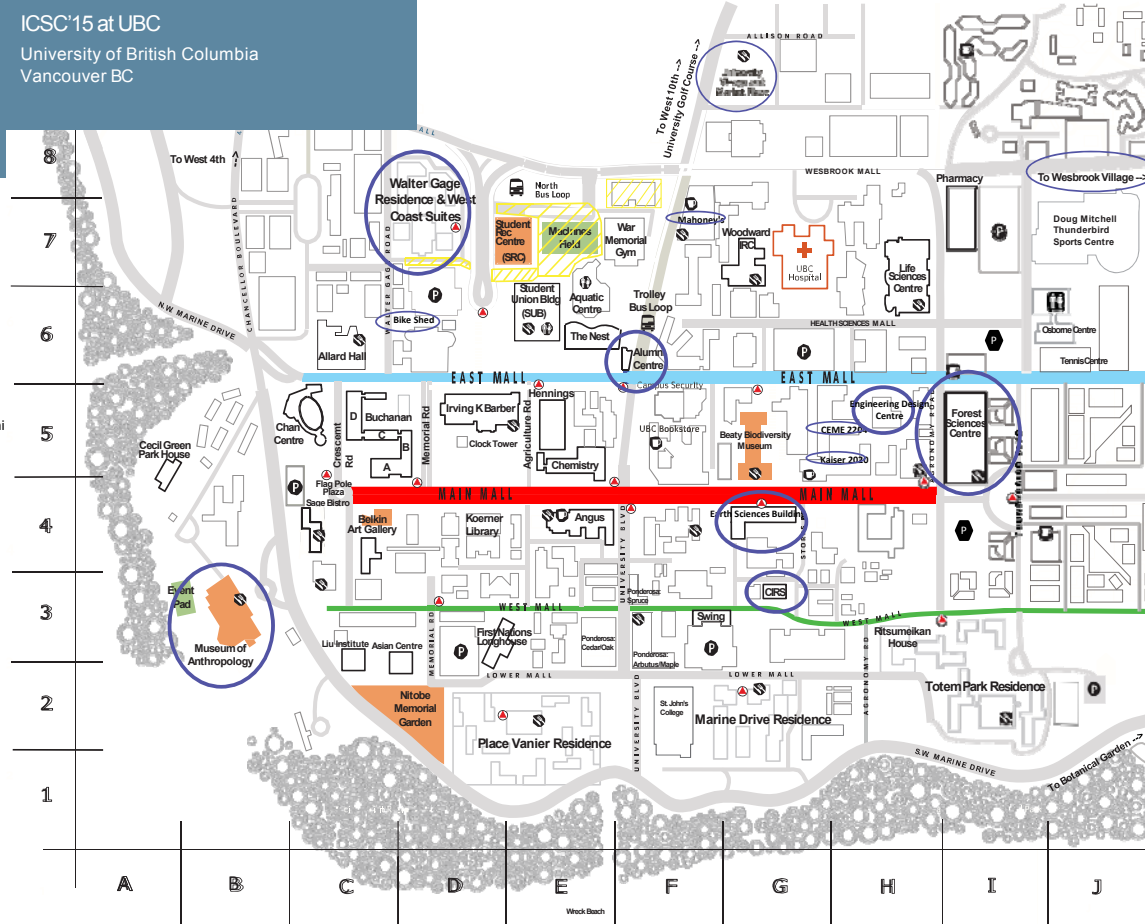 ICSC'15 at UBC
University of British Columbia
Vancouver BC
ALLISON ROAD
University
Village and
Market Place
To West 10th -->
University Golf Course -->
ALL
8
To West 4th -->
Walter Gage
Residence & West
Coast Suites
North
Bus Loop
WESBROOK MALL
Pharmacy
To Wesbrook Village -->
7
CHANCELLOR BOULEVARD
WALTER GAGE ROAD
Student
Rec
Centre
(SRC)
MacInnes
Field
War
Memorial
Gym
Mahoney's
Woodward
IRC
UBC
Hospital
Life
Sciences
Centre
Doug Mitchell
Thunderbird
Sports Centre
P
6
N.W. MARINE DRIVE
P
Bike Shed
Allard Hall
Student
Union Bldg
(SUB)
Aquatic
Centre
The Nest
Trolley
Bus Loop
Alumni
Centre
HEALTH SCIENCES MALL
P
P
Osborne Centre
Tennis Centre
EAST MALL
EAST MALL
Campus Security
5
Cecil Green
Park House
Chan
Centre
Crescent
Rd
D
Buchanan
C
B
A
Memorial Rd
Irving K Barber
Clock Tower
Agriculture Rd
Hennings
Chemistry
UBC Bookstore
Beaty Biodiversity
Museum
CEME 2204
Kaiser 2020
Engineering Design
Centre
AGRONOMY ROAD
Forest
Sciences
Centre
P
Flag Pole
Plaza
Sage Bistro
MAIN MALL
MAIN MALL
4
Belkin
Art Gallery
Koerner
Library
Angus
UNIVERSITY BLVD
Earth Sciences Building
P
3
Event
Pad
Museum of
Anthropology
Liu Institute
Asian Centre
MEMORIAL RD
WEST MALL
First Nations
Longhouse
P
Ponderosa:
Cedar/Oak
Ponderosa:
Spruce
Ponderosa:
Arbutus/Maple
Swing
P
CIRS
WEST MALL
Ritsumeikan
House
LOWER MALL
LOWER MALL
AGRONOMY RD
2
Nitobe
Memorial
Garden
Place Vanier Residence
UNIVERSITY BLVD
St. John's
College
Marine Drive Residence
Totem Park Residence
1
S.W. MARINE DRIVE
To Botanical Garden -->
A
B
C
D
E
F
G
H
I
J
Wreck Beach